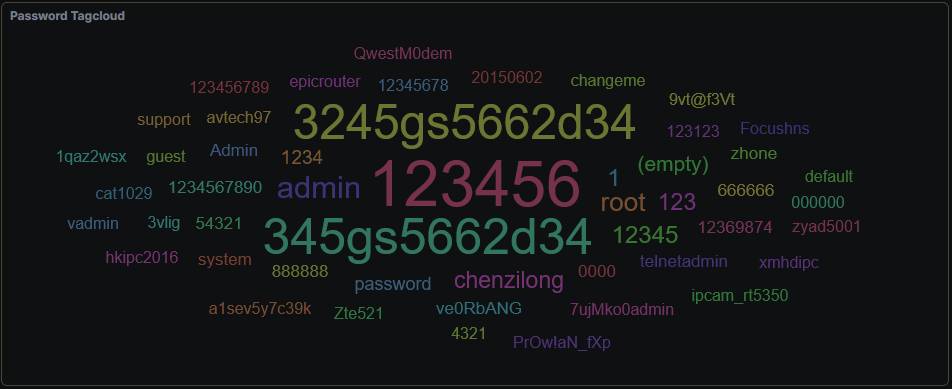 Password Tagcloud
QwestM0dem
123456789 epicrouter 12345678 20150602 changeme
9vt@f3Vt
support avtech97 3245gs5662d34 123123 Focushns
1qaz2wsx guest Admin 1234 (empty) zhone
cat1029 1234567890 admin 123456 1 default
root 123 666666 000000
vadmin 3vlig 54321 345gs5662d34 12345 12369874 zyad5001
hkipc2016 system 888888 0000 telnetadmin xmhdipc
password chenzilong
a1sev5y7c39k Zte521 ve0RbANG 7ujMko0admin ipcam_rt5350
4321 PrOw!aN_fXp